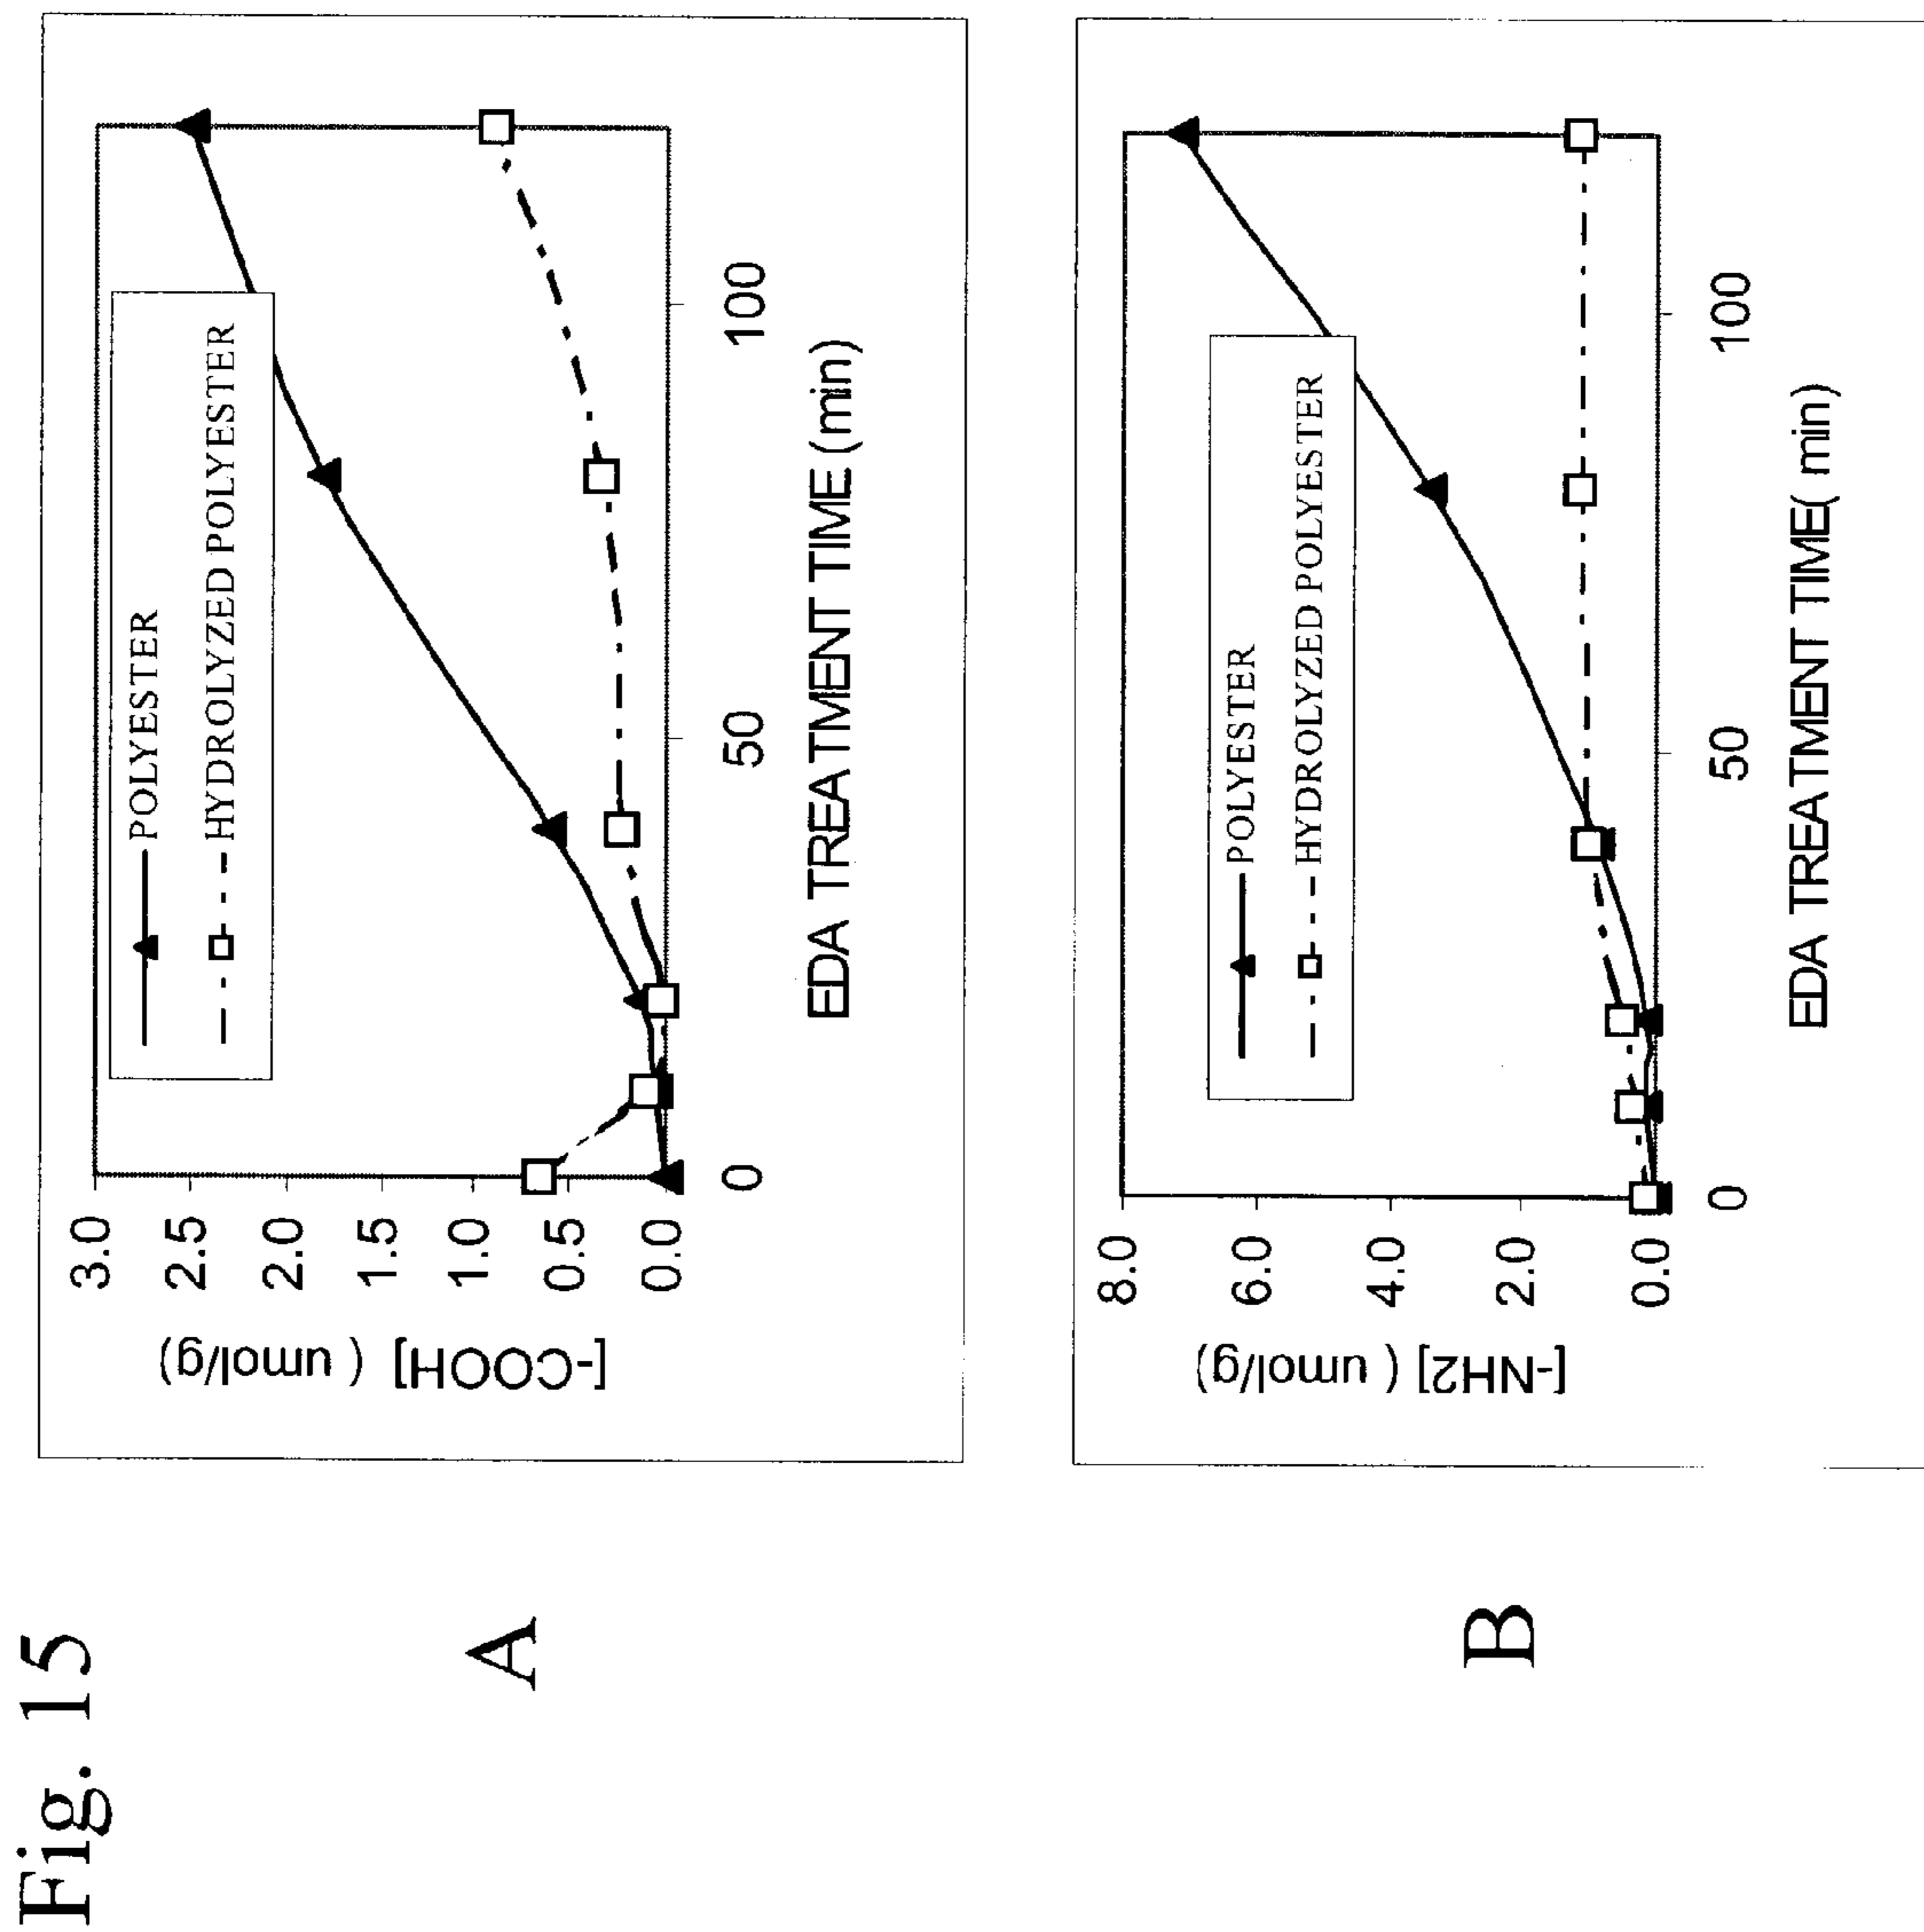 Fig. 15
A
[-COOH] ( umol/g)
3.0
2.5
2.0
1.5
1.0
0.5
0.0
POLYESTER
HYDROLYZED POLYESTER
0
50
100
EDA TREATMENT TIME (min)
B
[-NH2] ( umol/g)
8.0
6.0
4.0
2.0
0.0
POLYESTER
HYDROLYZED POLYESTER
0
50
100
EDA TREATMENT TIME( min)